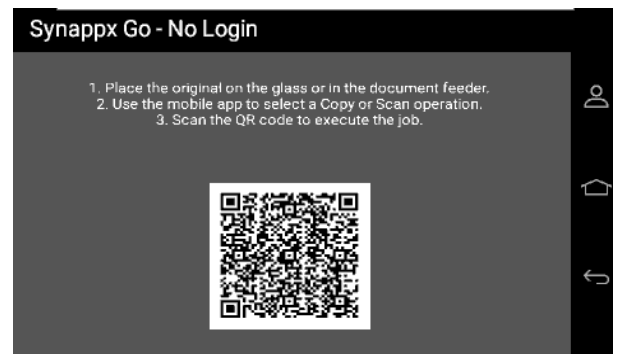 Synappx Go - No Login
1. Place the original on the glass or in the document feeder.
2. Use the mobile app to select a Copy or Scan operation.
3. Scan the QR code to execute the job.